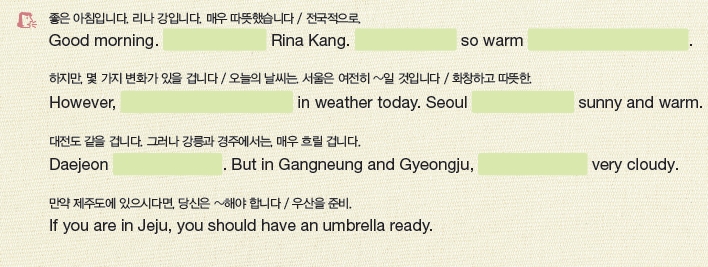 좋은 아침입니다. 리나 강입니다. 매우 따뜻했습니다 / 전국적으로.
Good morning. Rina Kang. so warm .
하지만, 몇 가지 변화가 있을 겁니다 / 오늘의 날씨는. 서울은 여전히 ~일 것입니다 / 화창하고 따뜻한.
However, in weather today. Seoul sunny and warm.
대전도 같을 겁니다. 그러나 강릉과 경주에서는, 매우 흐릴 겁니다.
Daejeon . But in Gangneung and Gyeongju, very cloudy.
만약 제주도에 있으시다면, 당신은 ~해야 합니다 / 우산을 준비.
If you are in Jeju, you should have an umbrella ready.